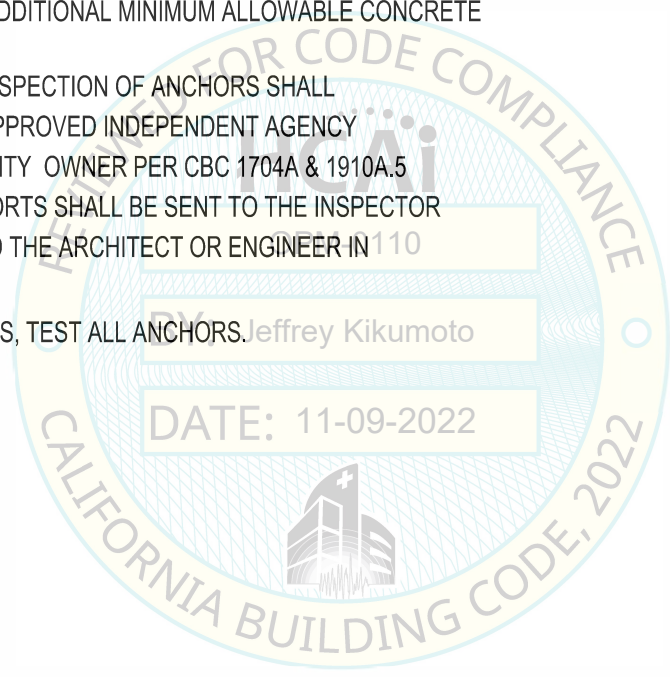 DDITIONAL MINIMUM ALLOWABLE CONCRETE
SPECTION OF ANCHORS SHALL
PPROVED INDEPENDENT AGENCY
ITY OWNER PER CBC 1704A & 1910A.5
ORTS SHALL BE SENT TO THE INSPECTOR
O THE ARCHITECT OR ENGINEER IN
S, TEST ALL ANCHORS.
REVIEWED FOR CODE COMPLIANCE
HCAi
OPM-0110
BY: Jeffrey Kikumoto
DATE: 11-09-2022
CALIFORNIA BUILDING CODE, 2022